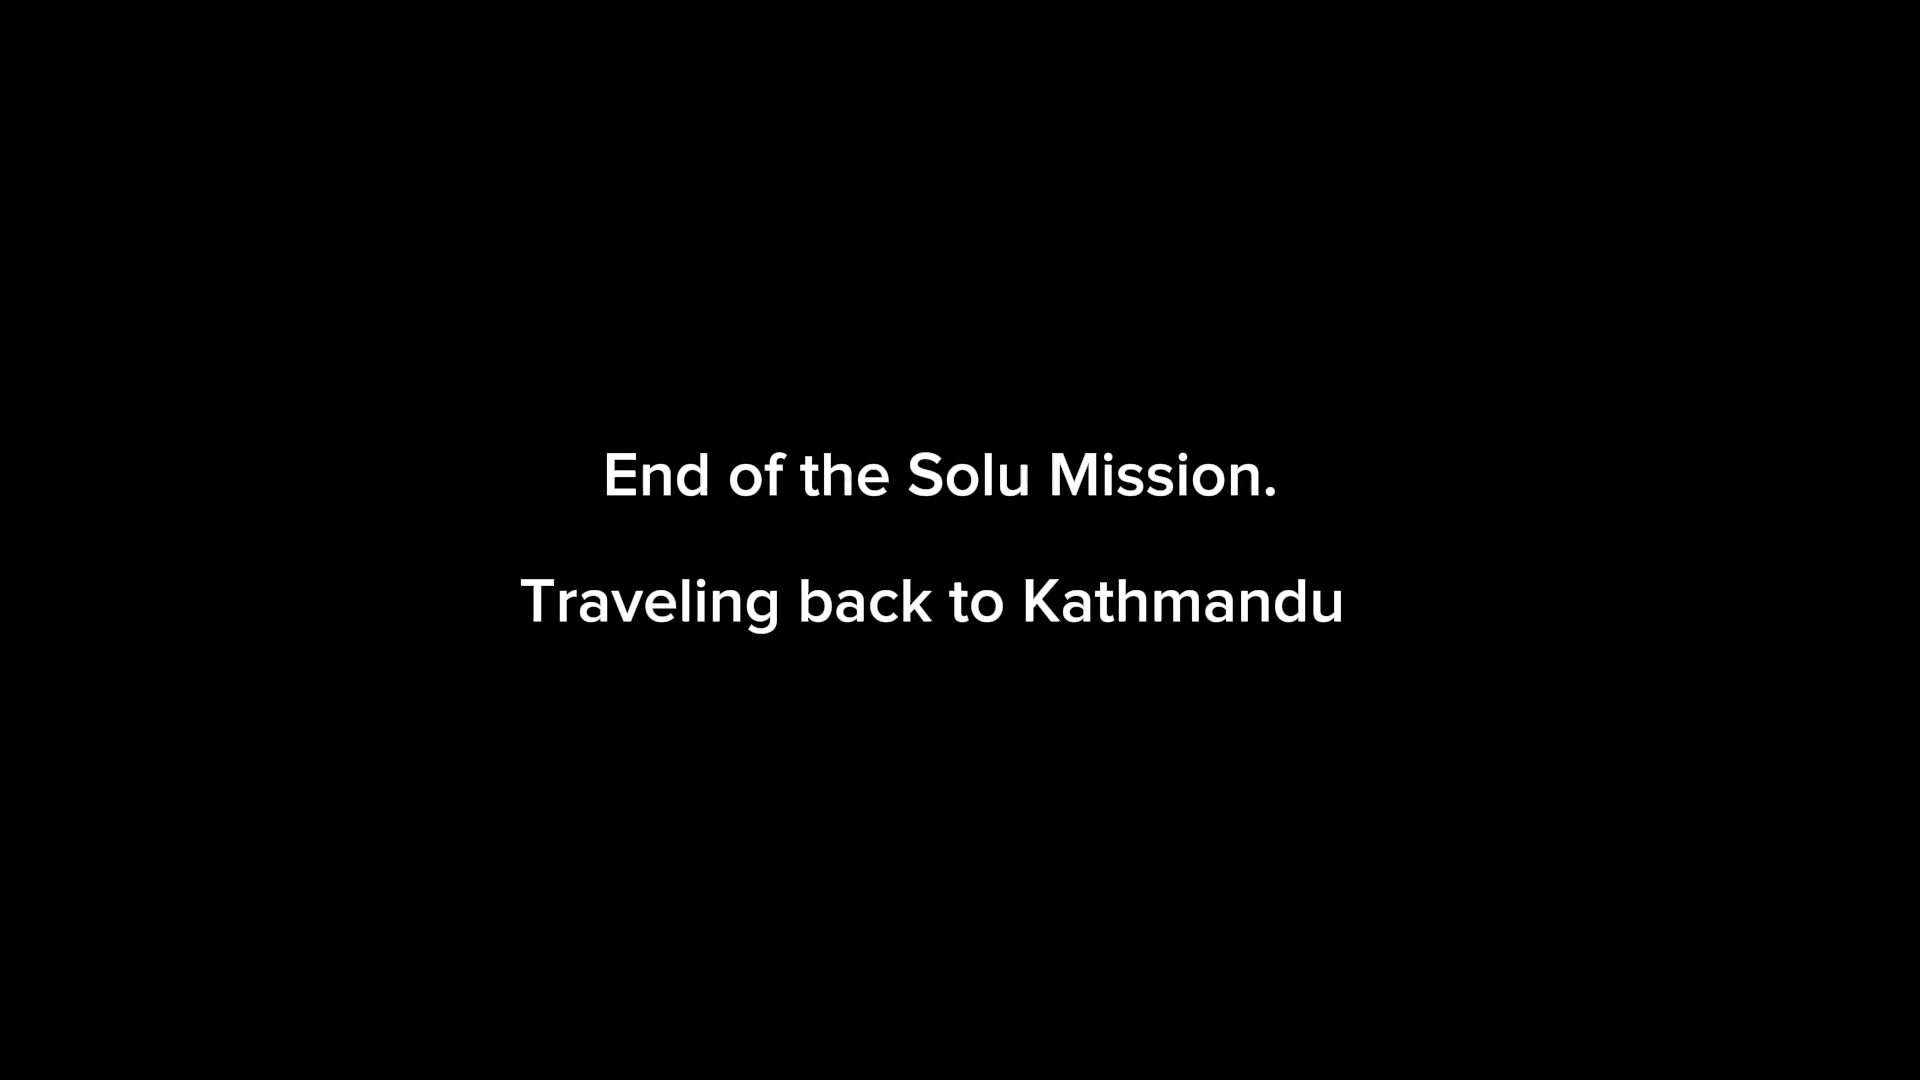 End of the Solu Mission.
Traveling back to Kathmandu